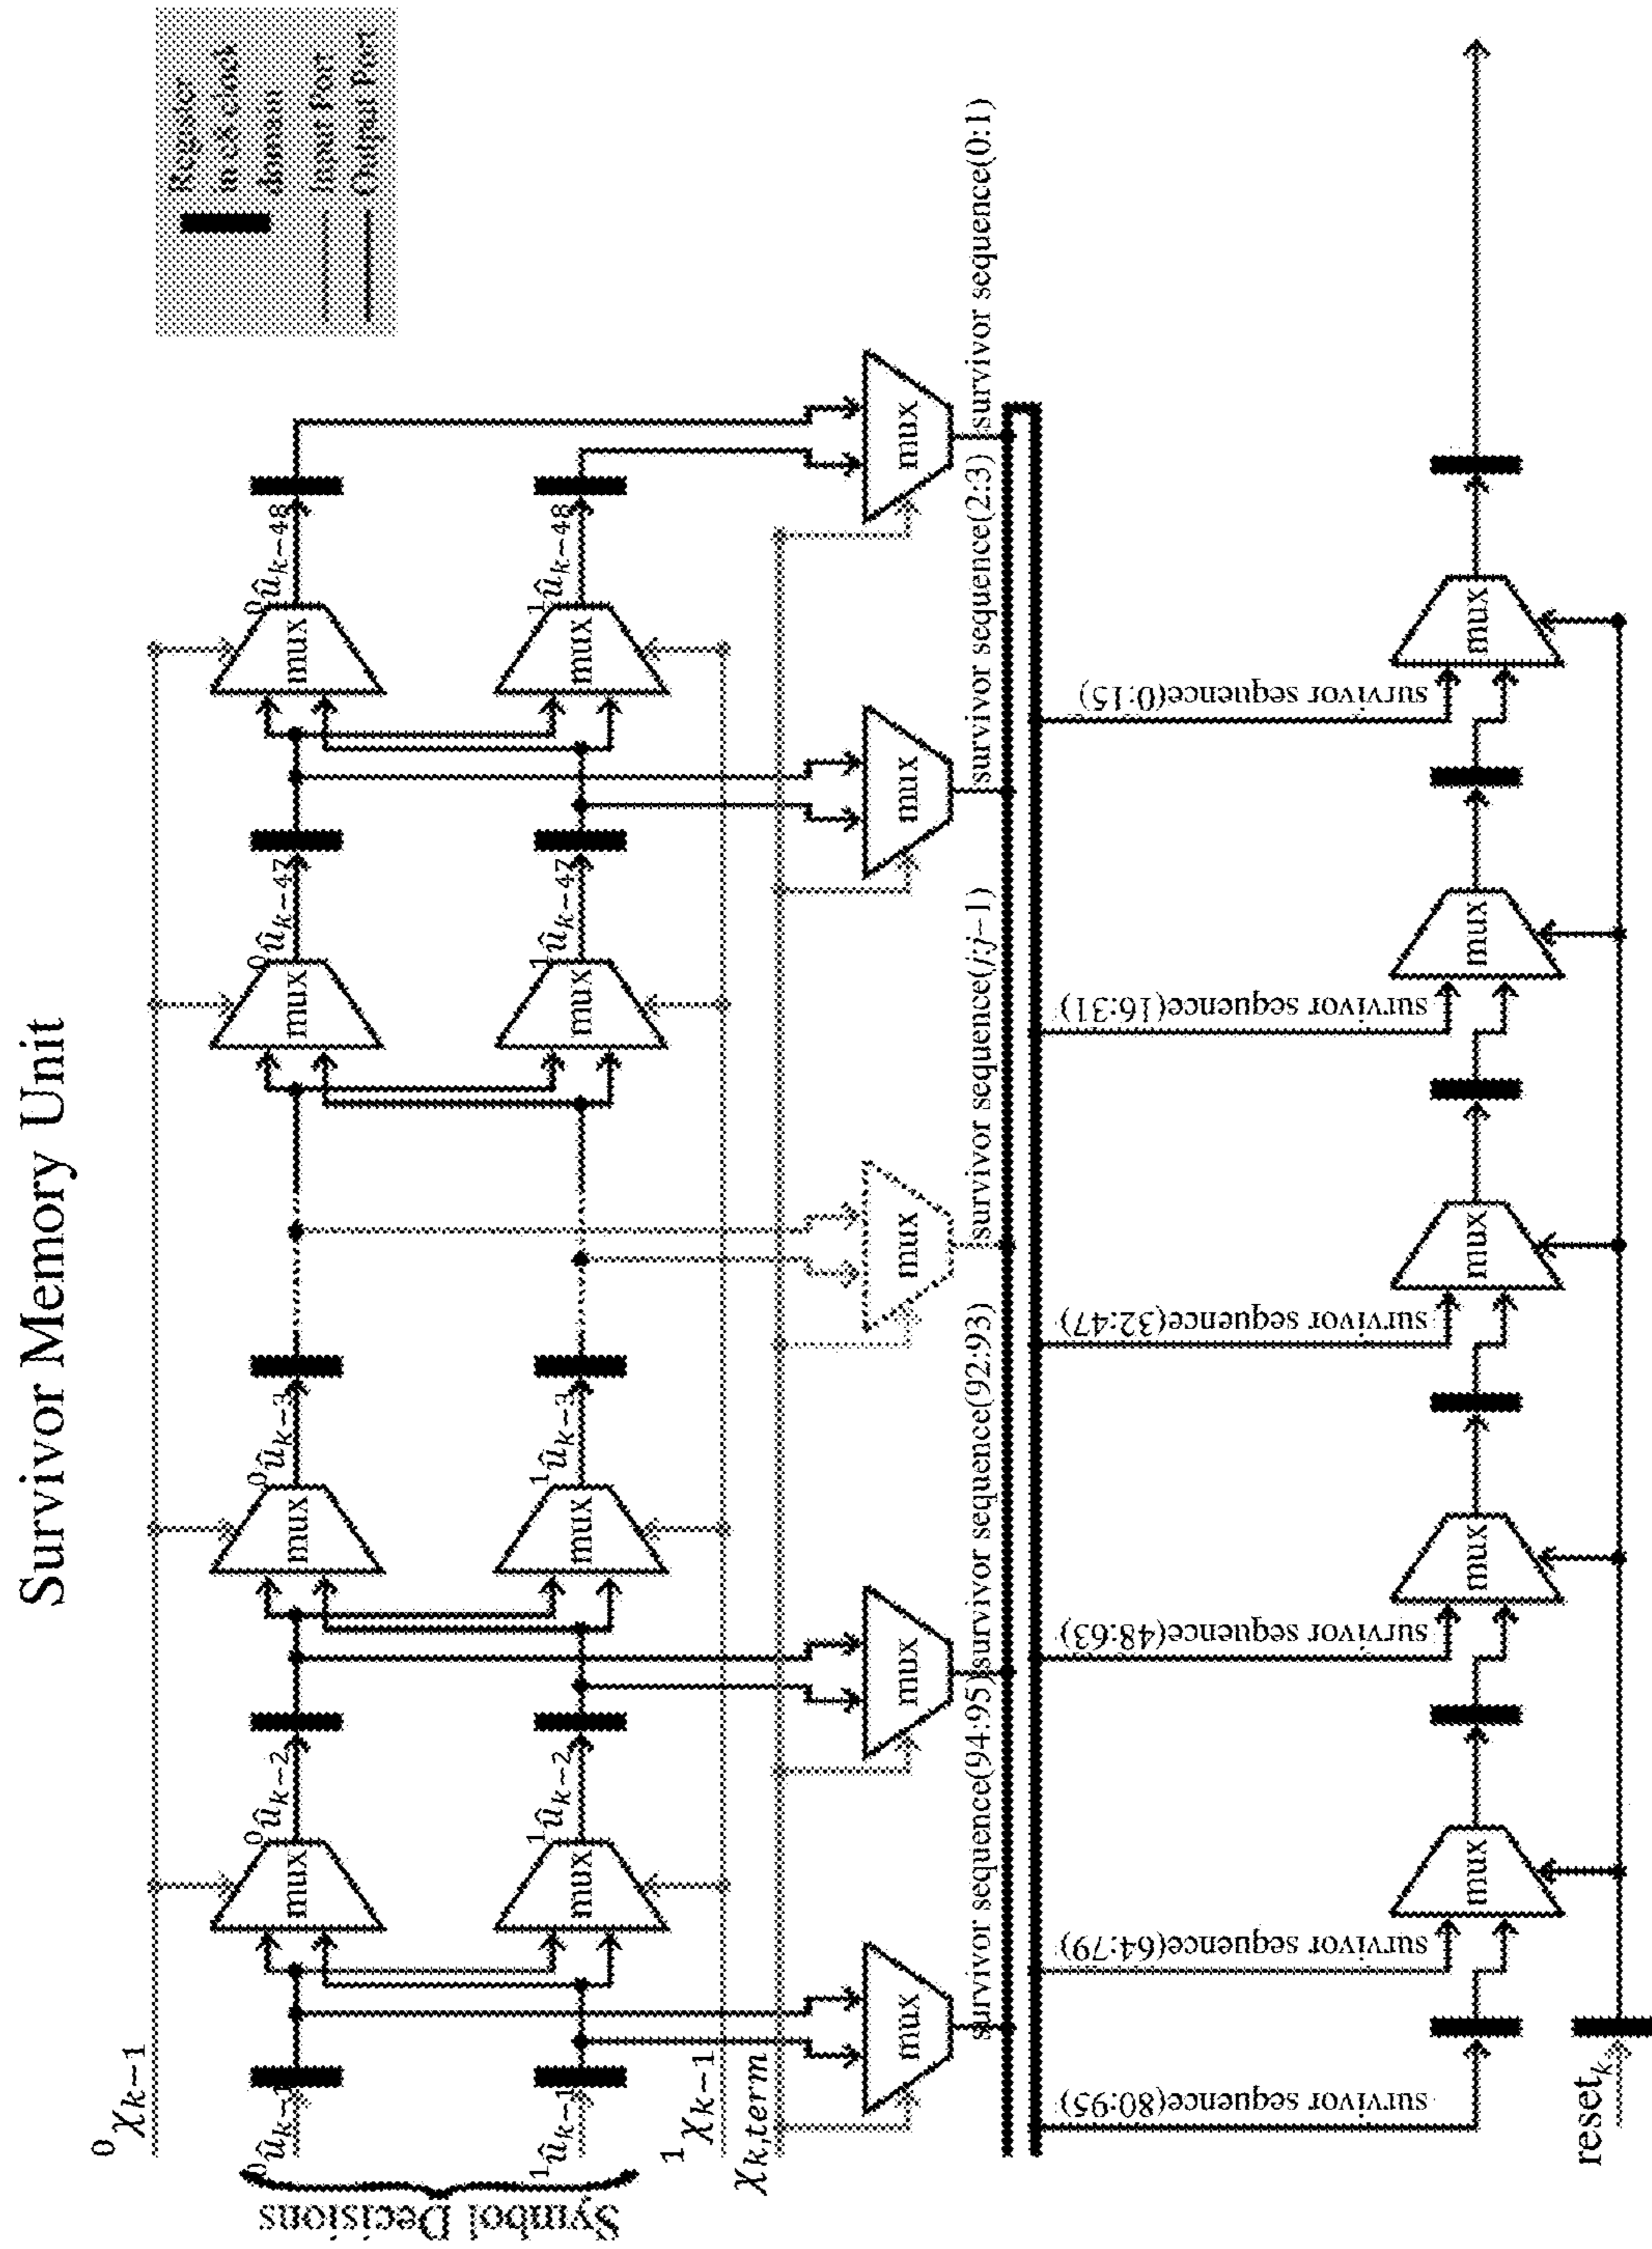 Survivor Memory Unit
Register
in clk
domain
Input Port
Output Port
⁰χₖ₋₁
⁰ûₖ₋₁
mux
⁰ûₖ₋₂
mux
⁰ûₖ₋₃
mux
⁰ûₖ₋₄₇
mux
⁰ûₖ₋₄₈
Symbol Decisions
¹ûₖ₋₁
mux
¹ûₖ₋₂
mux
¹ûₖ₋₃
mux
¹ûₖ₋₄₇
mux
¹ûₖ₋₄₈
¹χₖ₋₁
χₖ,term
mux
mux
mux
mux
mux
survivor sequence(94:95)
survivor sequence(92:93)
survivor sequence(j:j−1)
survivor sequence(2:3)
survivor sequence(0:1)
survivor sequence(80:95)
survivor sequence(64:79)
survivor sequence(48:63)
survivor sequence(32:47)
survivor sequence(16:31)
survivor sequence(0:15)
mux
mux
mux
mux
mux
resetₖ